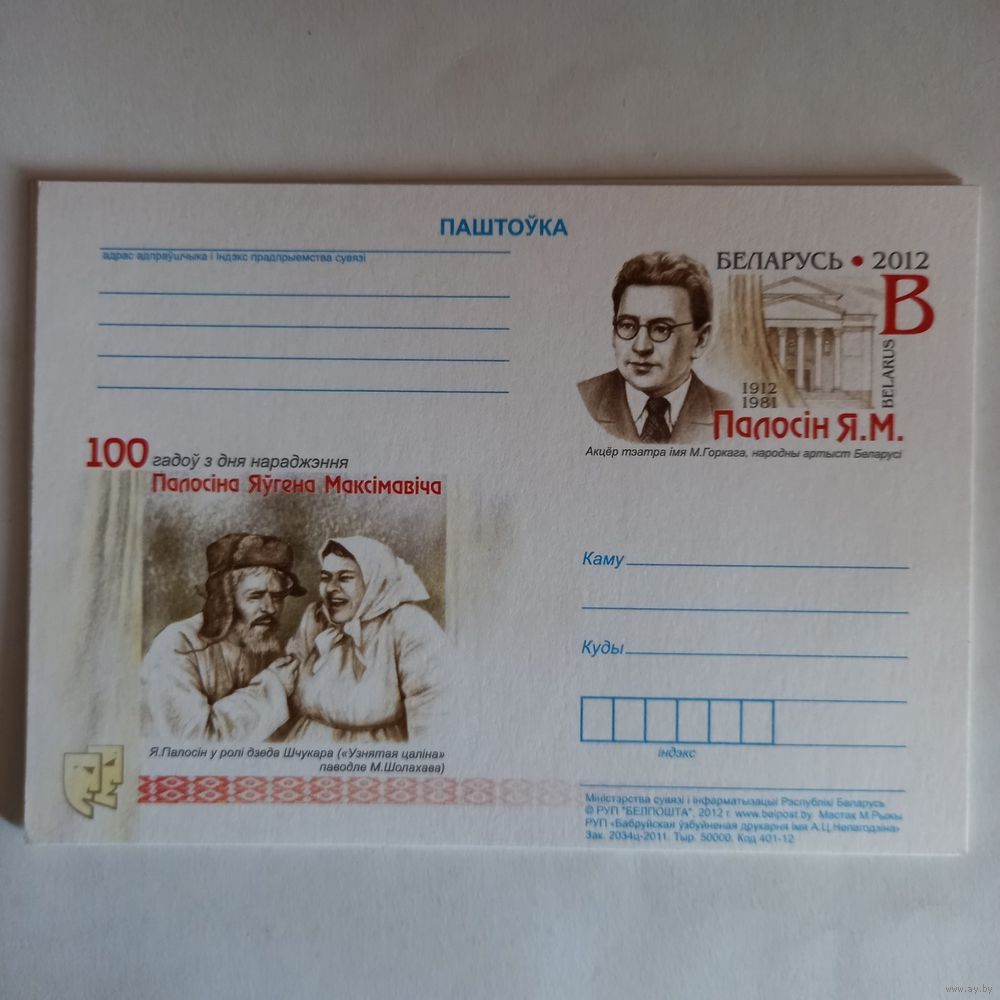 ПАШТОЎКА
адрас адпраўшчыка і індэкс прадпрыемства сувязі
БЕЛАРУСЬ • 2012
B
BELARUS
1912
1981
Палосін Я.М.
Акцёр тэатра імя М.Горкага, народны артыст Беларусі
100 гадоў з дня нараджэння
Палосіна Яўгена Максімавіча
Я.Палосін у ролі дзеда Шчукара («Узнятая цаліна»
паводле М.Шолахава)
Каму
Куды
індэкс
Міністэрства сувязі і інфарматызацыі Рэспублікі Беларусь
© РУП "БЕЛПОШТА", 2012 г. www.belpost.by Мастак М.Рыжы
РУП «Бабруйская ўзбуйненая друкарня імя А.Ц.Непагодзіна»
Зак. 2034ц-2011. Тыр. 50000. Код 401-12
www.ay.by